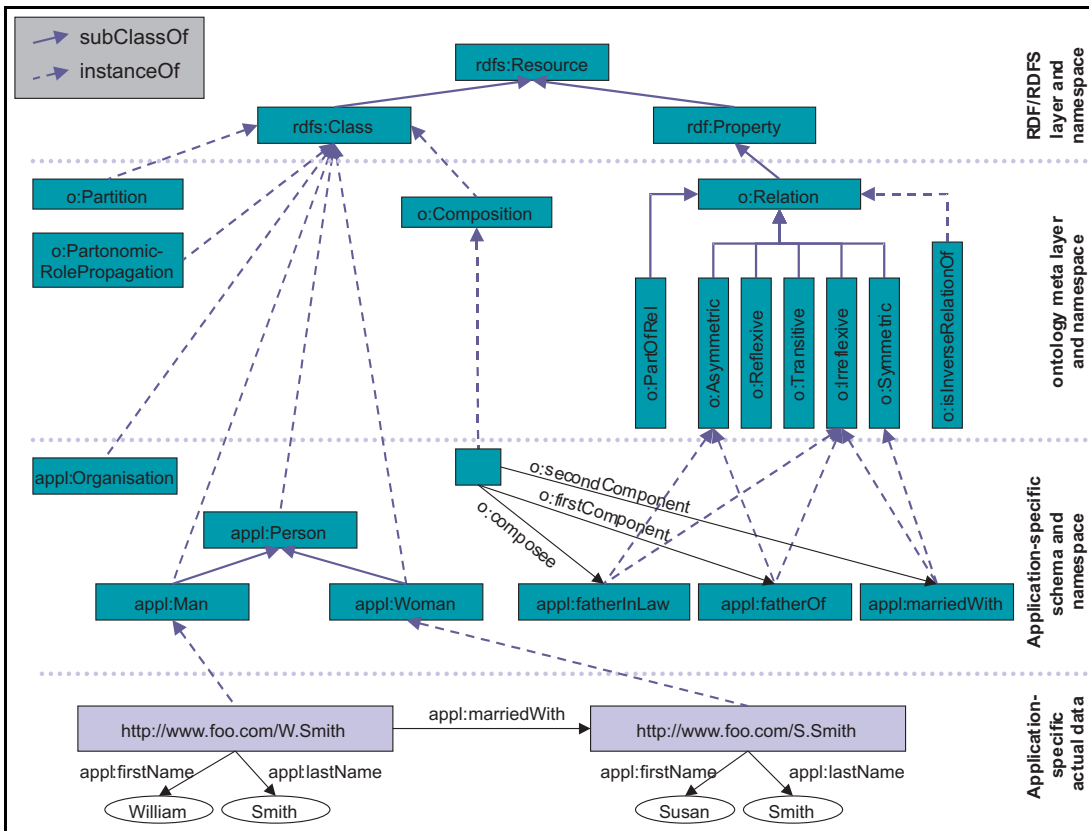 subClassOf
instanceOf
rdfs:Resource
rdfs:Class
rdf:Property
RDF/RDFS
layer and
namespace
o:Partition
o:Partonomic-
RolePropagation
o:Composition
o:Relation
o:PartOfRel
o:Asymmetric
o:Reflexive
o:Transitive
o:Irreflexive
o:Symmetric
o:isInverseRelationOf
ontology meta layer
and namespace
appl:Organisation
appl:Person
appl:Man
appl:Woman
o:secondComponent
o:firstComponent
o:composee
appl:fatherInLaw
appl:fatherOf
appl:marriedWith
Application-specific
schema and
namespace
http://www.foo.com/W.Smith
appl:marriedWith
http://www.foo.com/S.Smith
appl:firstName
appl:lastName
appl:firstName
appl:lastName
William
Smith
Susan
Smith
Application-
specific
actual data